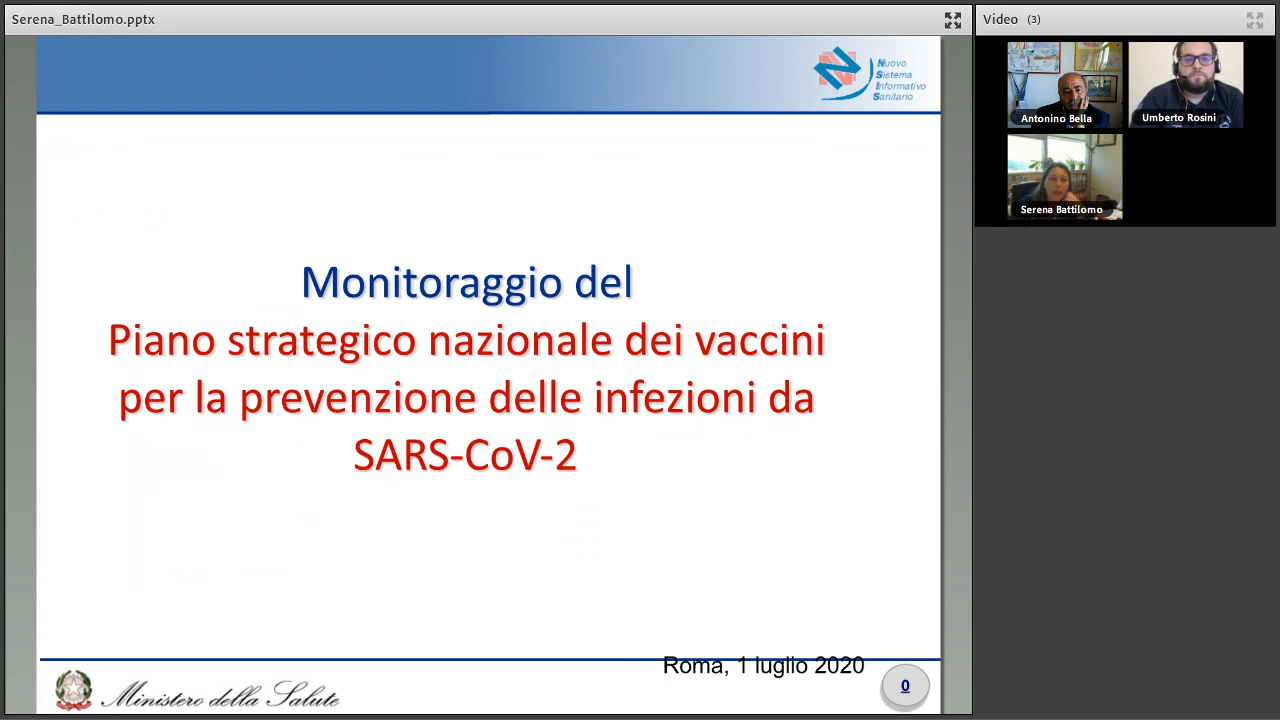 Serena_Battilomo.pptx
Video (3)
Nuovo
Sistema
Informativo
Sanitario
Antonino Bella
Umberto Rosini
Serena Battilomo
Monitoraggio del
Piano strategico nazionale dei vaccini
per la prevenzione delle infezioni da
SARS-CoV-2
Roma, 1 luglio 2020
Ministero della Salute
0